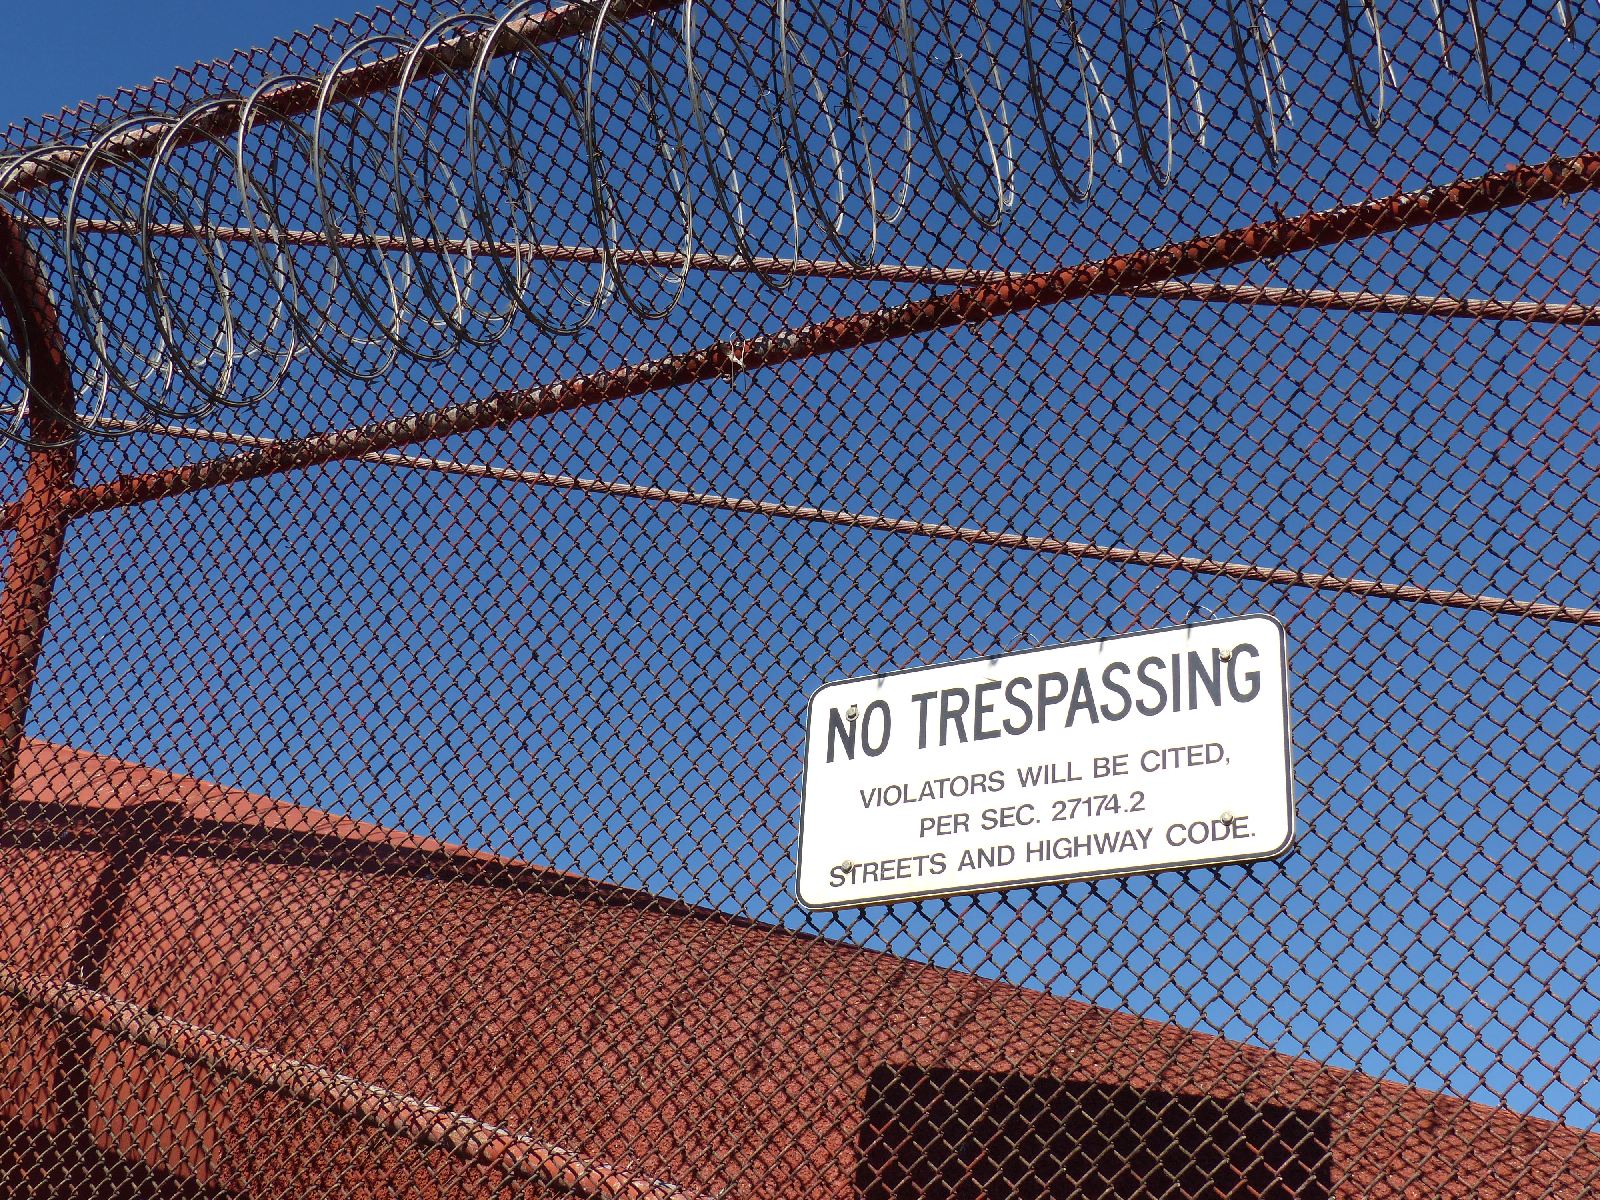 NO TRESPASSING
VIOLATORS WILL BE CITED,
PER SEC. 27174.2
STREETS AND HIGHWAY CODE.